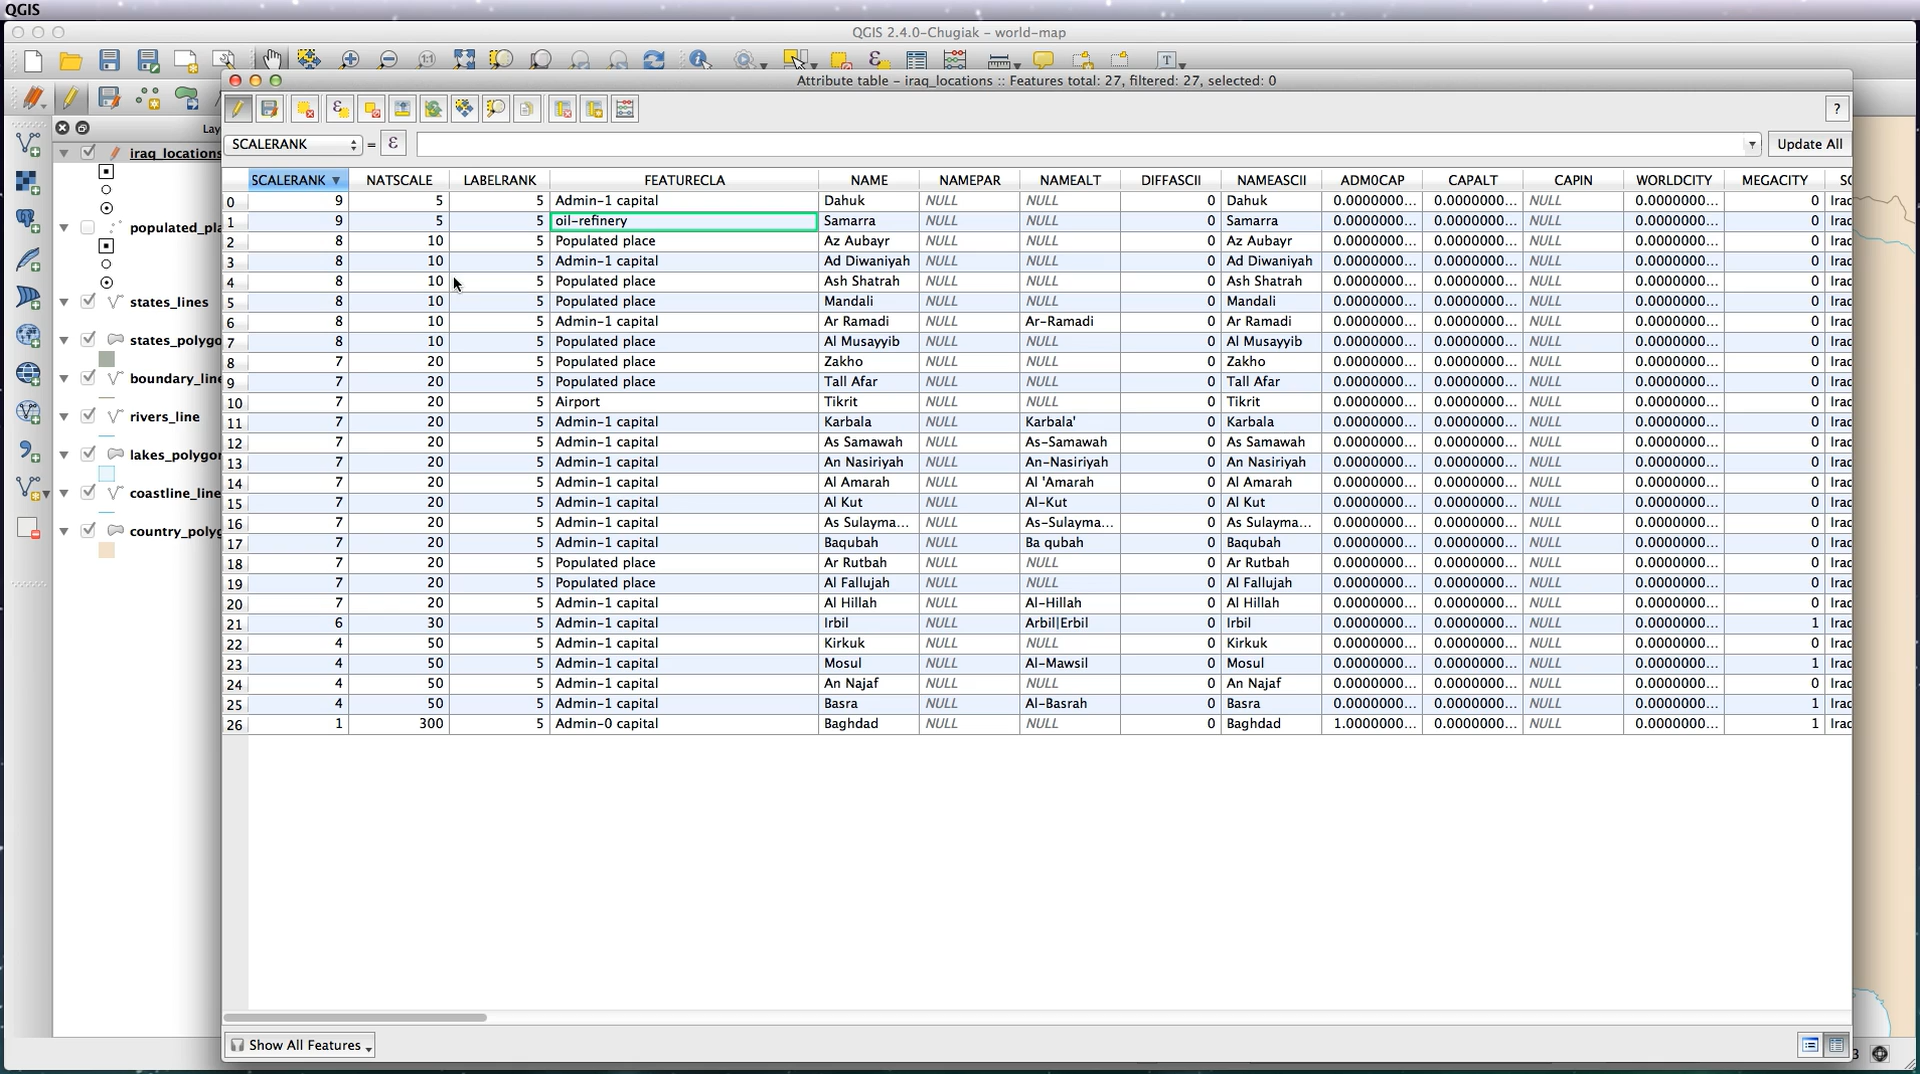 QGIS
QGIS 2.4.0-Chugiak - world-map
Attribute table - iraq_locations :: Features total: 27, filtered: 27, selected: 0
?
SCALERANK = ε Update All
Lay
iraq_locations
populated_pla
states_lines
states_polygo
boundary_line
rivers_line
lakes_polygon
coastline_line
country_polyg
SCALERANK NATSCALE LABELRANK FEATURECLA NAME NAMEPAR NAMEALT DIFFASCII NAMEASCII ADM0CAP CAPALT CAPIN WORLDCITY MEGACITY SO
0 9 5 5 Admin-1 capital Dahuk NULL NULL 0 Dahuk 0.0000000... 0.0000000... NULL 0.0000000... 0 Irac
1 9 5 5 oil-refinery Samarra NULL NULL 0 Samarra 0.0000000... 0.0000000... NULL 0.0000000... 0 Irac
2 8 10 5 Populated place Az Aubayr NULL NULL 0 Az Aubayr 0.0000000... 0.0000000... NULL 0.0000000... 0 Irac
3 8 10 5 Admin-1 capital Ad Diwaniyah NULL NULL 0 Ad Diwaniyah 0.0000000... 0.0000000... NULL 0.0000000... 0 Irac
4 8 10 5 Populated place Ash Shatrah NULL NULL 0 Ash Shatrah 0.0000000... 0.0000000... NULL 0.0000000... 0 Irac
5 8 10 5 Populated place Mandali NULL NULL 0 Mandali 0.0000000... 0.0000000... NULL 0.0000000... 0 Irac
6 8 10 5 Admin-1 capital Ar Ramadi NULL Ar-Ramadi 0 Ar Ramadi 0.0000000... 0.0000000... NULL 0.0000000... 0 Irac
7 8 10 5 Populated place Al Musayyib NULL NULL 0 Al Musayyib 0.0000000... 0.0000000... NULL 0.0000000... 0 Irac
8 7 20 5 Populated place Zakho NULL NULL 0 Zakho 0.0000000... 0.0000000... NULL 0.0000000... 0 Irac
9 7 20 5 Populated place Tall Afar NULL NULL 0 Tall Afar 0.0000000... 0.0000000... NULL 0.0000000... 0 Irac
10 7 20 5 Airport Tikrit NULL NULL 0 Tikrit 0.0000000... 0.0000000... NULL 0.0000000... 0 Irac
11 7 20 5 Admin-1 capital Karbala NULL Karbala' 0 Karbala 0.0000000... 0.0000000... NULL 0.0000000... 0 Irac
12 7 20 5 Admin-1 capital As Samawah NULL As-Samawah 0 As Samawah 0.0000000... 0.0000000... NULL 0.0000000... 0 Irac
13 7 20 5 Admin-1 capital An Nasiriyah NULL An-Nasiriyah 0 An Nasiriyah 0.0000000... 0.0000000... NULL 0.0000000... 0 Irac
14 7 20 5 Admin-1 capital Al Amarah NULL Al 'Amarah 0 Al Amarah 0.0000000... 0.0000000... NULL 0.0000000... 0 Irac
15 7 20 5 Admin-1 capital Al Kut NULL Al-Kut 0 Al Kut 0.0000000... 0.0000000... NULL 0.0000000... 0 Irac
16 7 20 5 Admin-1 capital As Sulayma... NULL As-Sulayma... 0 As Sulayma... 0.0000000... 0.0000000... NULL 0.0000000... 0 Irac
17 7 20 5 Admin-1 capital Baqubah NULL Ba qubah 0 Baqubah 0.0000000... 0.0000000... NULL 0.0000000... 0 Irac
18 7 20 5 Populated place Ar Rutbah NULL NULL 0 Ar Rutbah 0.0000000... 0.0000000... NULL 0.0000000... 0 Irac
19 7 20 5 Populated place Al Fallujah NULL NULL 0 Al Fallujah 0.0000000... 0.0000000... NULL 0.0000000... 0 Irac
20 7 20 5 Admin-1 capital Al Hillah NULL Al-Hillah 0 Al Hillah 0.0000000... 0.0000000... NULL 0.0000000... 0 Irac
21 6 30 5 Admin-1 capital Irbil NULL Arbil|Erbil 0 Irbil 0.0000000... 0.0000000... NULL 0.0000000... 1 Irac
22 4 50 5 Admin-1 capital Kirkuk NULL NULL 0 Kirkuk 0.0000000... 0.0000000... NULL 0.0000000... 0 Irac
23 4 50 5 Admin-1 capital Mosul NULL Al-Mawsil 0 Mosul 0.0000000... 0.0000000... NULL 0.0000000... 1 Irac
24 4 50 5 Admin-1 capital An Najaf NULL NULL 0 An Najaf 0.0000000... 0.0000000... NULL 0.0000000... 0 Irac
25 4 50 5 Admin-1 capital Basra NULL Al-Basrah 0 Basra 0.0000000... 0.0000000... NULL 0.0000000... 1 Irac
26 1 300 5 Admin-0 capital Baghdad NULL NULL 0 Baghdad 1.0000000... 0.0000000... NULL 0.0000000... 1 Irac
Show All Features
3